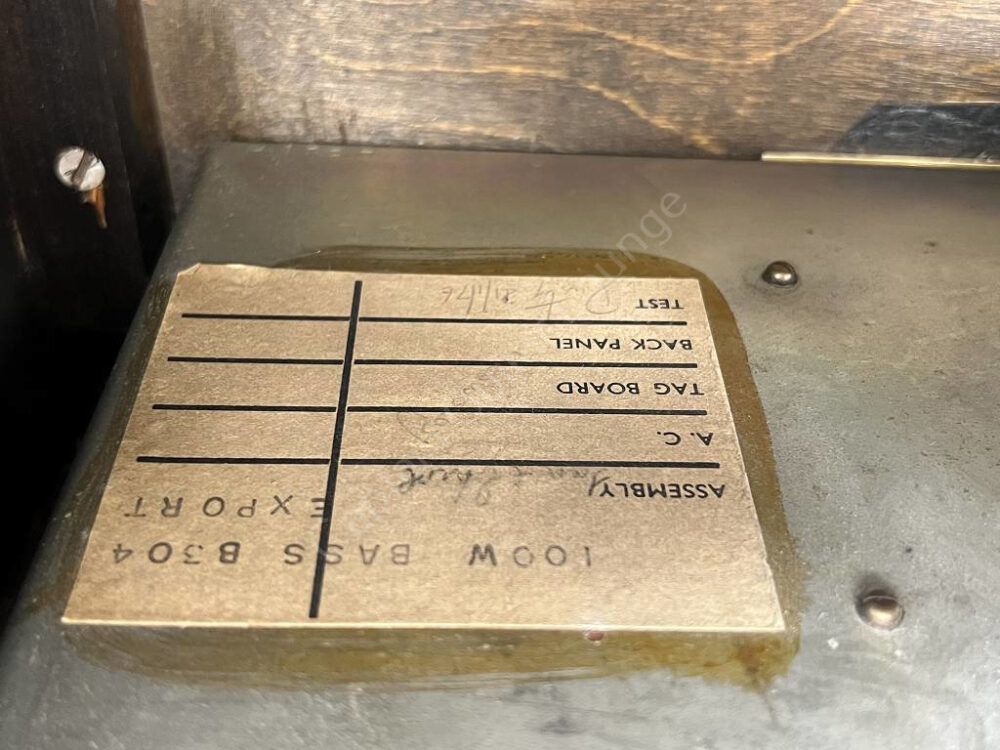 100W BASS B304
EXPORT
ASSEMBLY
A. C.
TAG BOARD
BACK PANEL
TEST